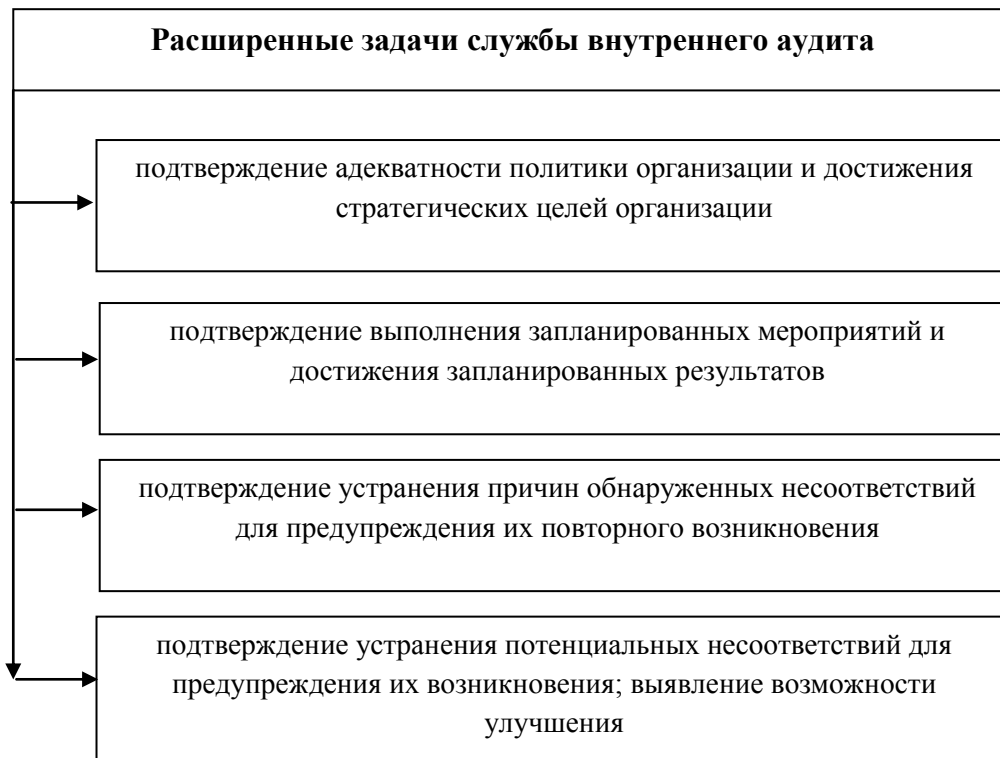 Расширенные задачи службы внутреннего аудита
подтверждение адекватности политики организации и достижения
стратегических целей организации
подтверждение выполнения запланированных мероприятий и
достижения запланированных результатов
подтверждение устранения причин обнаруженных несоответствий
для предупреждения их повторного возникновения
подтверждение устранения потенциальных несоответствий для
предупреждения их возникновения; выявление возможности
улучшения